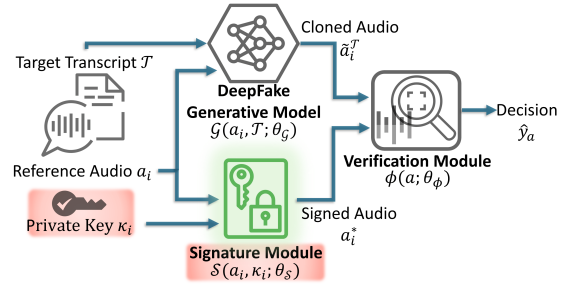 Cloned Audio
ã_i^𝒯
Target Transcript 𝒯
DeepFake
Generative Model
𝒢(a_i, 𝒯; θ_𝒢)
Decision
ŷ_a
Verification Module
ϕ(a; θ_ϕ)
Reference Audio a_i
Private Key κ_i
Signed Audio
a_i^*
Signature Module
𝒮(a_i, κ_i; θ_𝒮)